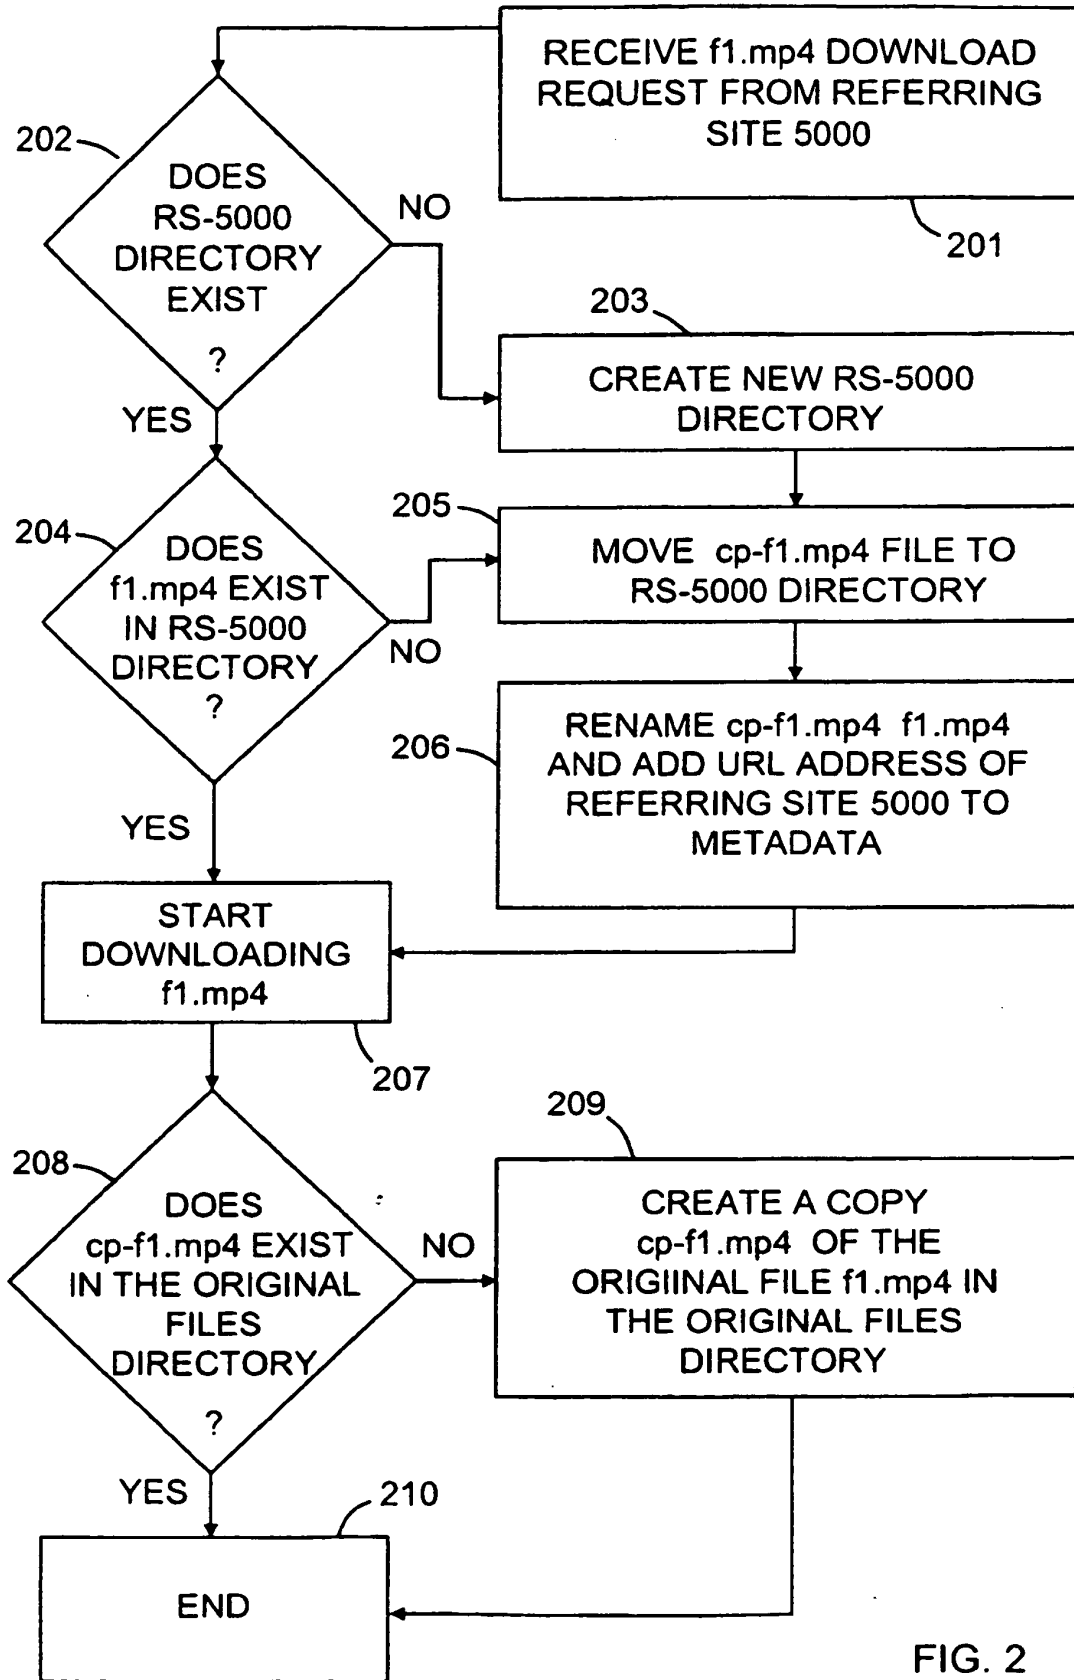 RECEIVE f1.mp4 DOWNLOAD
REQUEST FROM REFERRING
SITE 5000
201
202
DOES
RS-5000
DIRECTORY
EXIST
?
NO
YES
203
CREATE NEW RS-5000
DIRECTORY
204
DOES
f1.mp4 EXIST
IN RS-5000
DIRECTORY
?
NO
YES
205
MOVE cp-f1.mp4 FILE TO
RS-5000 DIRECTORY
206
RENAME cp-f1.mp4 f1.mp4
AND ADD URL ADDRESS OF
REFERRING SITE 5000 TO
METADATA
START
DOWNLOADING
f1.mp4
207
208
DOES
cp-f1.mp4 EXIST
IN THE ORIGINAL
FILES
DIRECTORY
?
NO
YES
209
CREATE A COPY
cp-f1.mp4 OF THE
ORIGIINAL FILE f1.mp4 IN
THE ORIGINAL FILES
DIRECTORY
210
END
FIG. 2